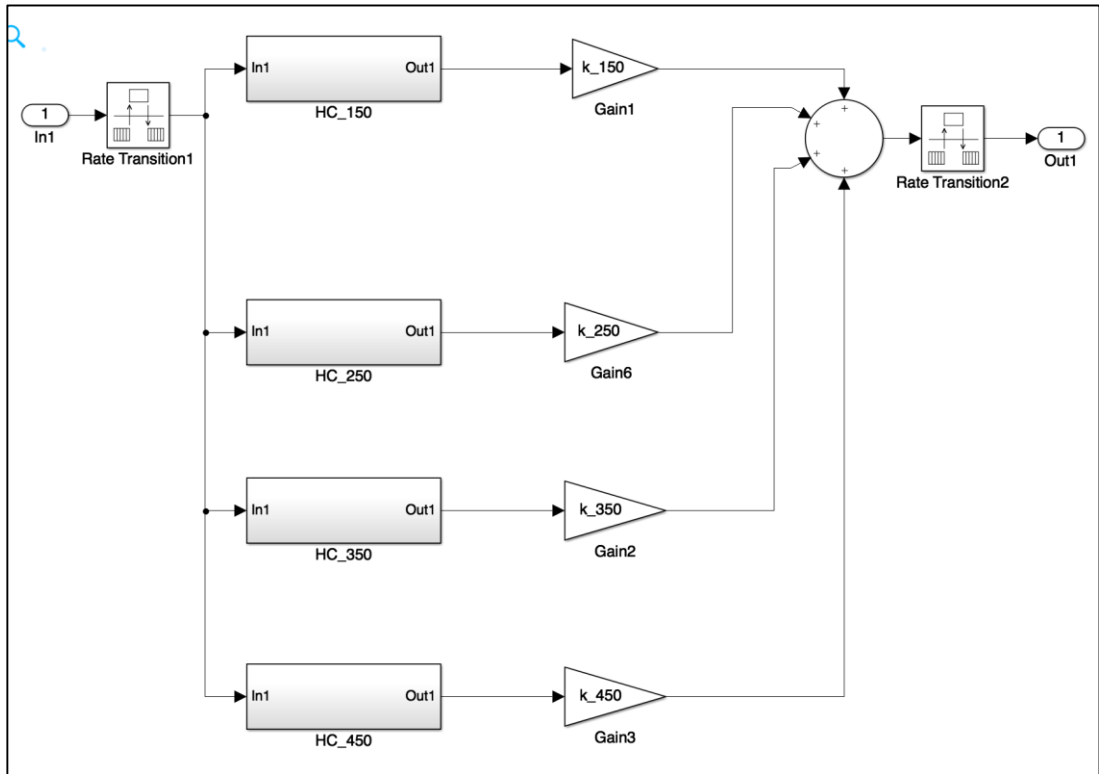 In1
Out1
k_150
1
In1
Rate Transition1
HC_150
Gain1
+
+
+
+
Rate Transition2
1
Out1
In1
Out1
k_250
HC_250
Gain6
In1
Out1
k_350
HC_350
Gain2
In1
Out1
k_450
HC_450
Gain3